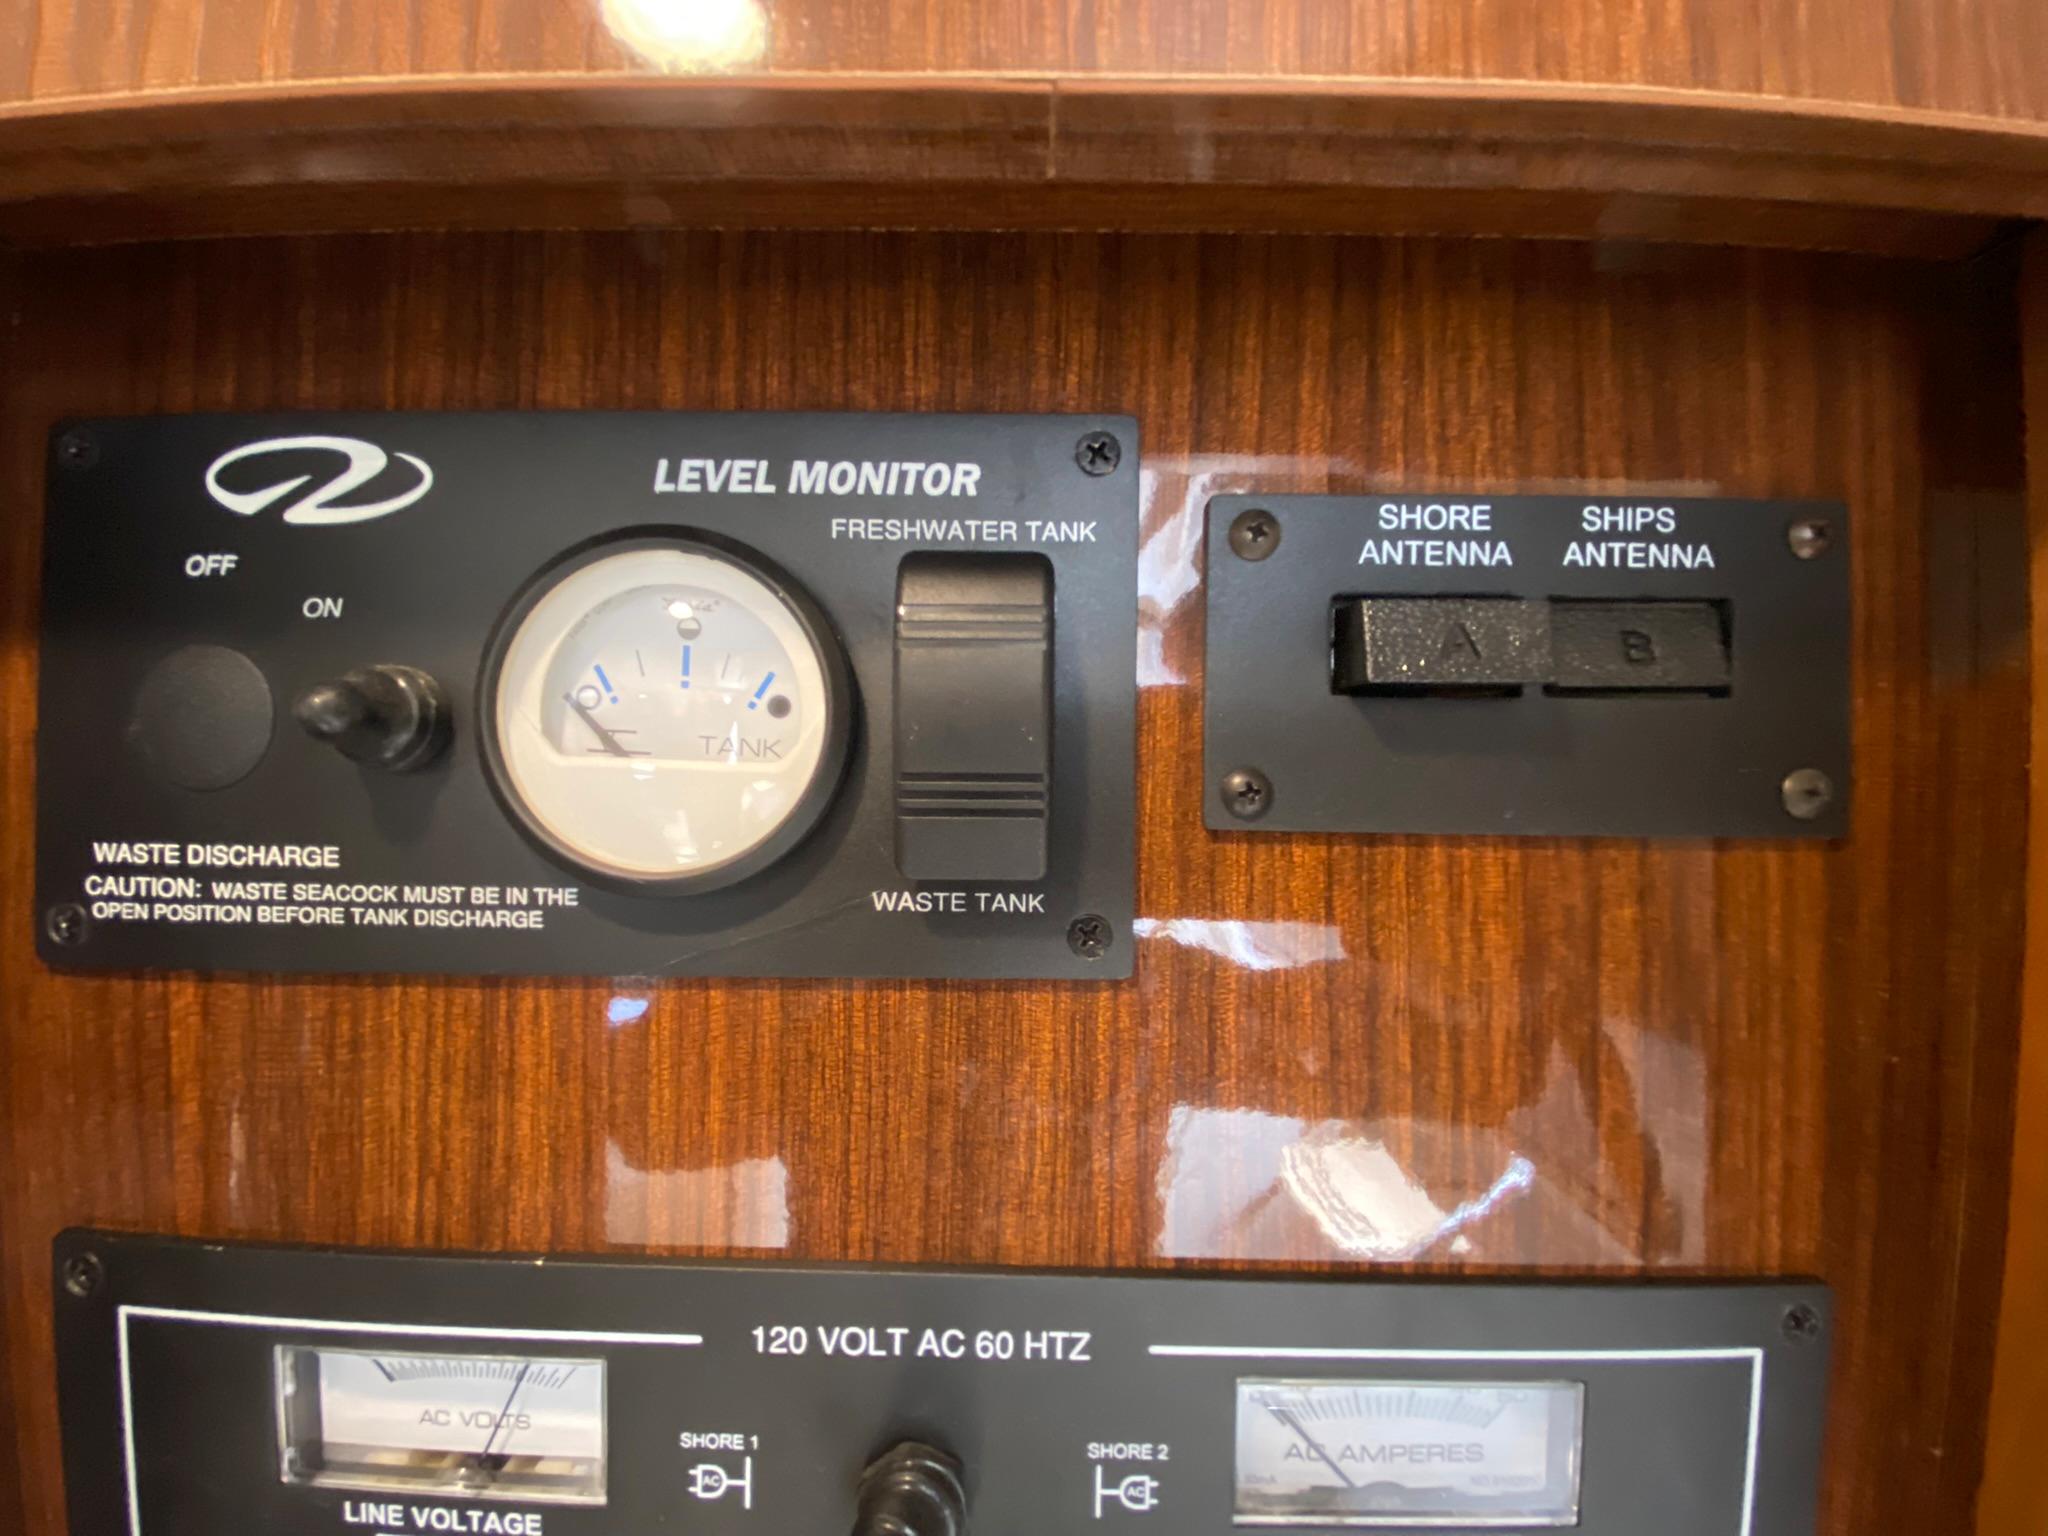 LEVEL MONITOR
FRESHWATER TANK
OFF
ON
TANK
WASTE DISCHARGE
CAUTION: WASTE SEACOCK MUST BE IN THE
OPEN POSITION BEFORE TANK DISCHARGE
WASTE TANK
SHORE ANTENNA
SHIPS ANTENNA
A
B
120 VOLT AC 60 HTZ
AC VOLTS
SHORE 1
AC
LINE VOLTAGE
SHORE 2
AC
AC AMPERES